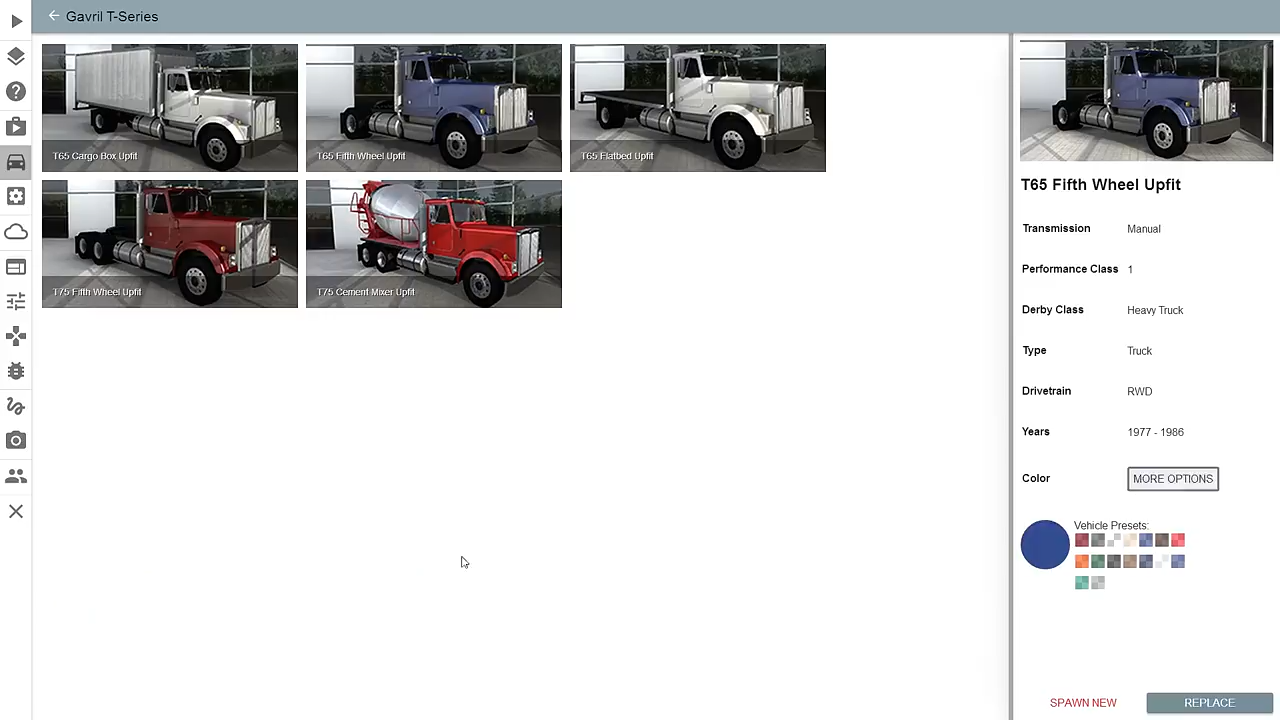 Gavril T-Series
T65 Cargo Box Upfit
T65 Fifth Wheel Upfit
T65 Flatbed Upfit
T75 Fifth Wheel Upfit
T75 Cement Mixer Upfit
T65 Fifth Wheel Upfit
Transmission Manual
Performance Class 1
Derby Class Heavy Truck
Type Truck
Drivetrain RWD
Years 1977 - 1986
Color MORE OPTIONS
Vehicle Presets:
SPAWN NEW REPLACE